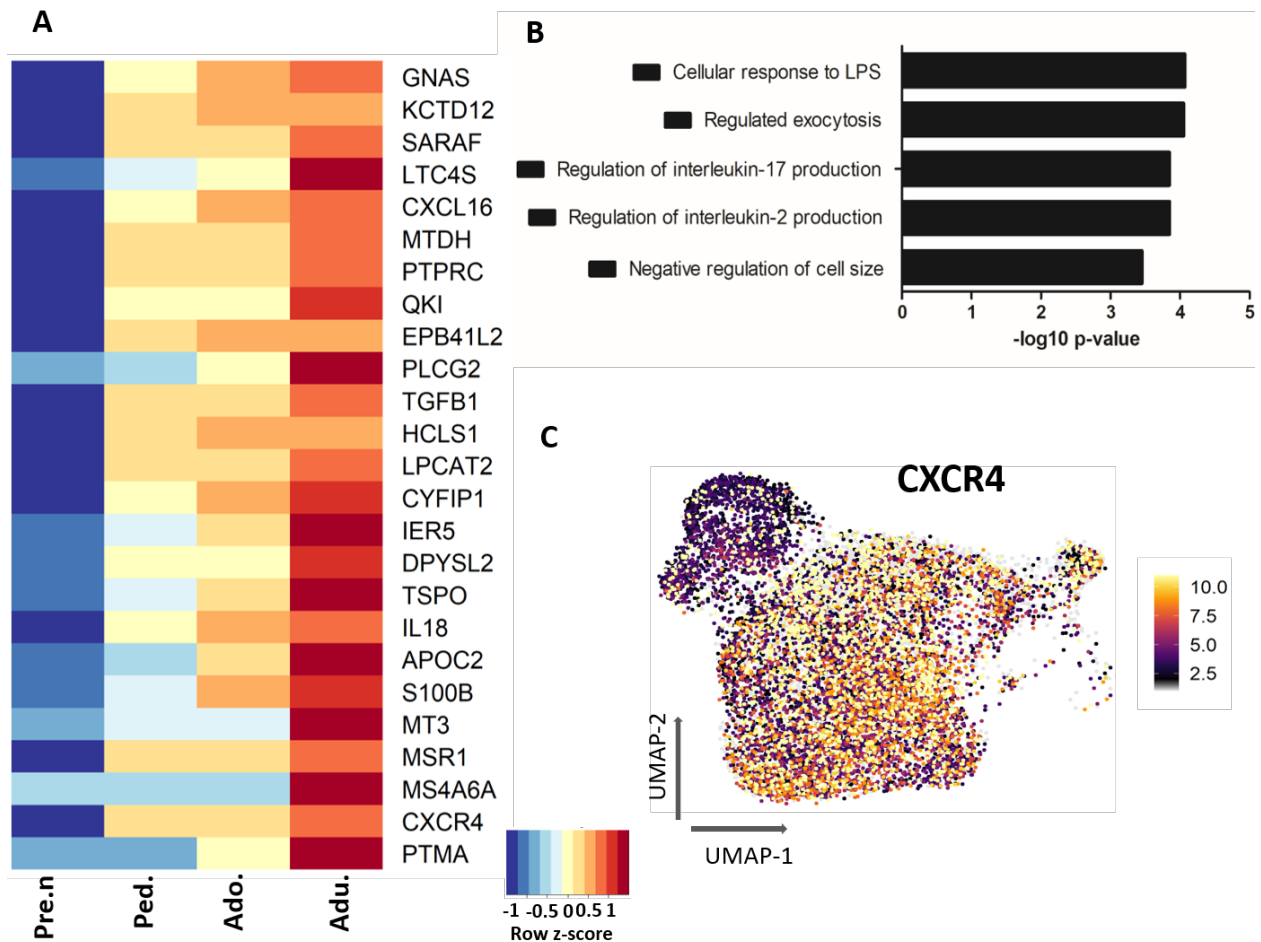 A
GNAS
KCTD12
SARAF
LTC4S
CXCL16
MTDH
PTPRC
QKI
EPB41L2
PLCG2
TGFB1
HCLS1
LPCAT2
CYFIP1
IER5
DPYSL2
TSPO
IL18
APOC2
S100B
MT3
MSR1
MS4A6A
CXCR4
PTMA
Pre.n Ped. Ado. Adu.
-1 -0.5 0 0.5 1
Row z-score
B
Cellular response to LPS
Regulated exocytosis
Regulation of interleukin-17 production
Regulation of interleukin-2 production
Negative regulation of cell size
0 1 2 3 4 5
-log10 p-value
C
CXCR4
10.0
7.5
5.0
2.5
UMAP-2
UMAP-1